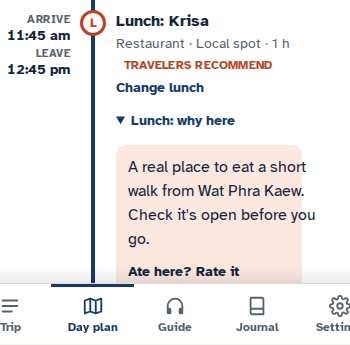 ARRIVE
11:45 am
LEAVE
12:45 pm
L
Lunch: Krisa
Restaurant · Local spot · 1 h
TRAVELERS RECOMMEND
Change lunch
▼ Lunch: why here
A real place to eat a short
walk from Wat Phra Kaew.
Check it's open before you
go.
Ate here? Rate it
Trip
Day plan
Guide
Journal
Settin